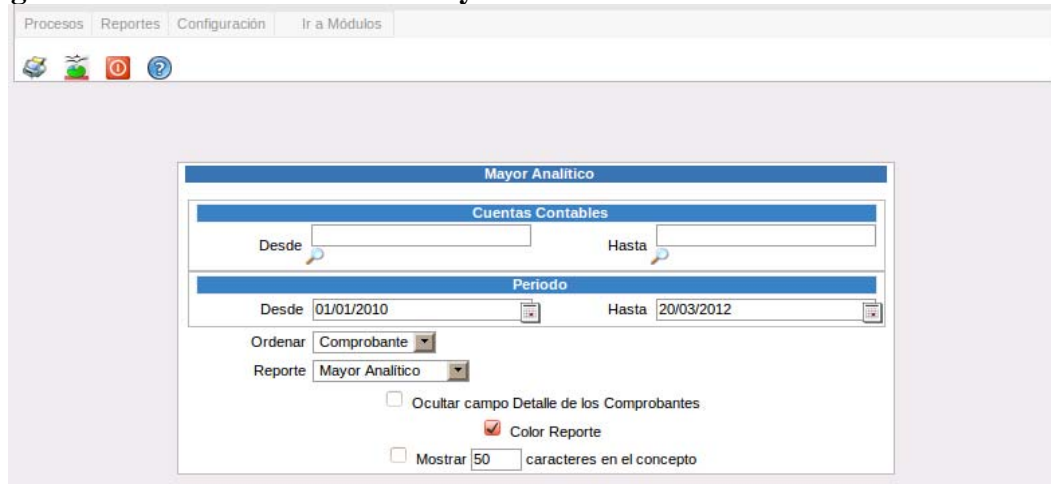 Procesos Reportes Configuración Ir a Módulos
Mayor Analítico
Cuentas Contables
Desde Hasta
Periodo
Desde 01/01/2010 Hasta 20/03/2012
Ordenar Comprobante
Reporte Mayor Analítico
Ocultar campo Detalle de los Comprobantes
Color Reporte
Mostrar 50 caracteres en el concepto